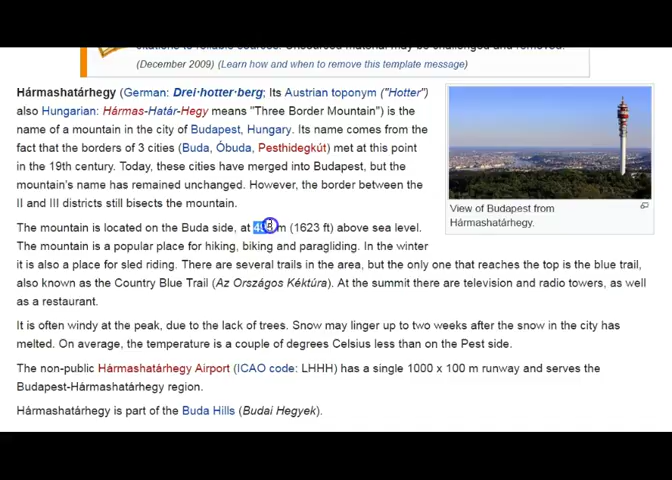 (December 2009) (Learn how and when to remove this template message)
Hármashatárhegy (German: Drei·hotter·berg; Its Austrian toponym ("Hotter")
also Hungarian: Hármas-Határ-Hegy means "Three Border Mountain") is the
name of a mountain in the city of Budapest, Hungary. Its name comes from the
fact that the borders of 3 cities (Buda, Óbuda, Pesthidegkút) met at this point
in the 19th century. Today, these cities have merged into Budapest, but the
mountain's name has remained unchanged. However, the border between the
II and III districts still bisects the mountain.
View of Budapest from
Hármashatárhegy.
The mountain is located on the Buda side, at m (1623 ft) above sea level.
The mountain is a popular place for hiking, biking and paragliding. In the winter
it is also a place for sled riding. There are several trails in the area, but the only one that reaches the top is the blue trail,
also known as the Country Blue Trail (Az Országos Kéktúra). At the summit there are television and radio towers, as well
as a restaurant.
It is often windy at the peak, due to the lack of trees. Snow may linger up to two weeks after the snow in the city has
melted. On average, the temperature is a couple of degrees Celsius less than on the Pest side.
The non-public Hármashatárhegy Airport (ICAO code: LHHH) has a single 1000 x 100 m runway and serves the
Budapest-Hármashatárhegy region.
Hármashatárhegy is part of the Buda Hills (Budai Hegyek).